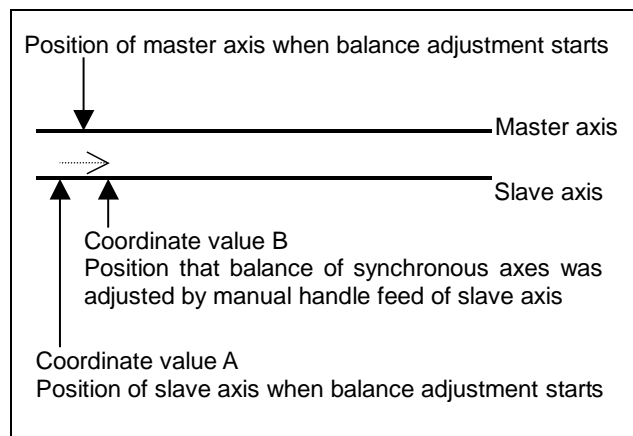 Position of master axis when balance adjustment starts
Master axis
Slave axis
Coordinate value B
Position that balance of synchronous axes was
adjusted by manual handle feed of slave axis
Coordinate value A
Position of slave axis when balance adjustment starts